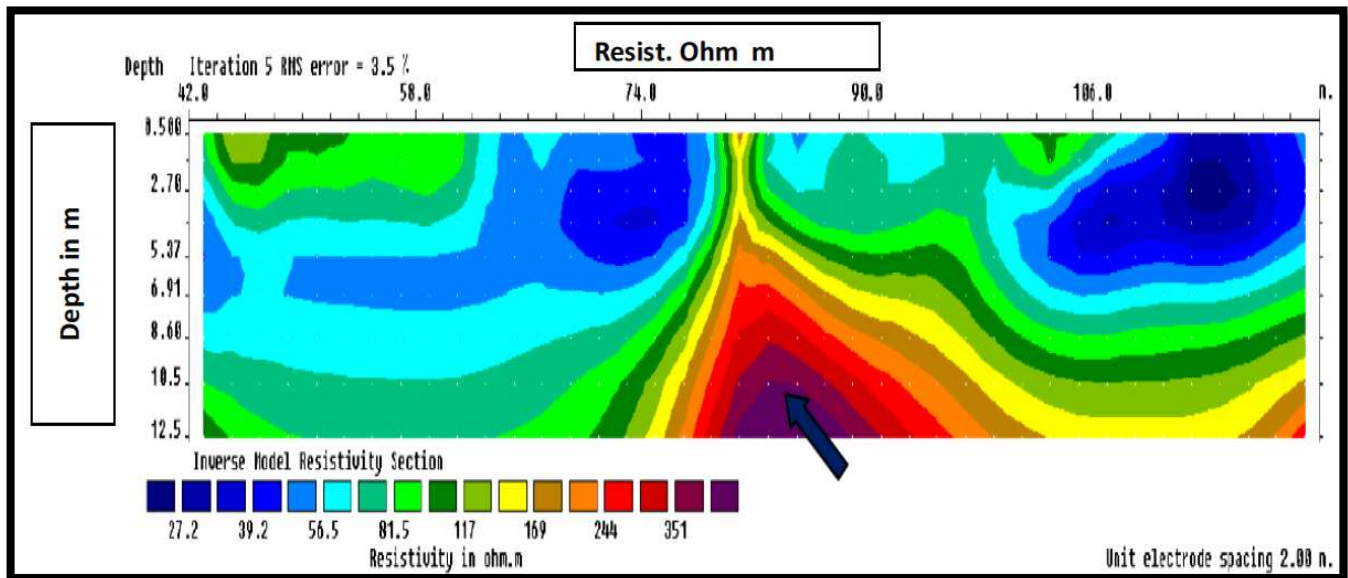 Resist. Ohm m
Depth Iteration 5 RMS error = 3.5 %
42.0 58.0 74.0 90.0 106.0 m.
0.500
2.70
5.37
6.91
8.60
10.5
12.5
Depth in m
Inverse Model Resistivity Section
27.2 39.2 56.5 81.5 117 169 244 351
Resistivity in ohm.m
Unit electrode spacing 2.00 m.